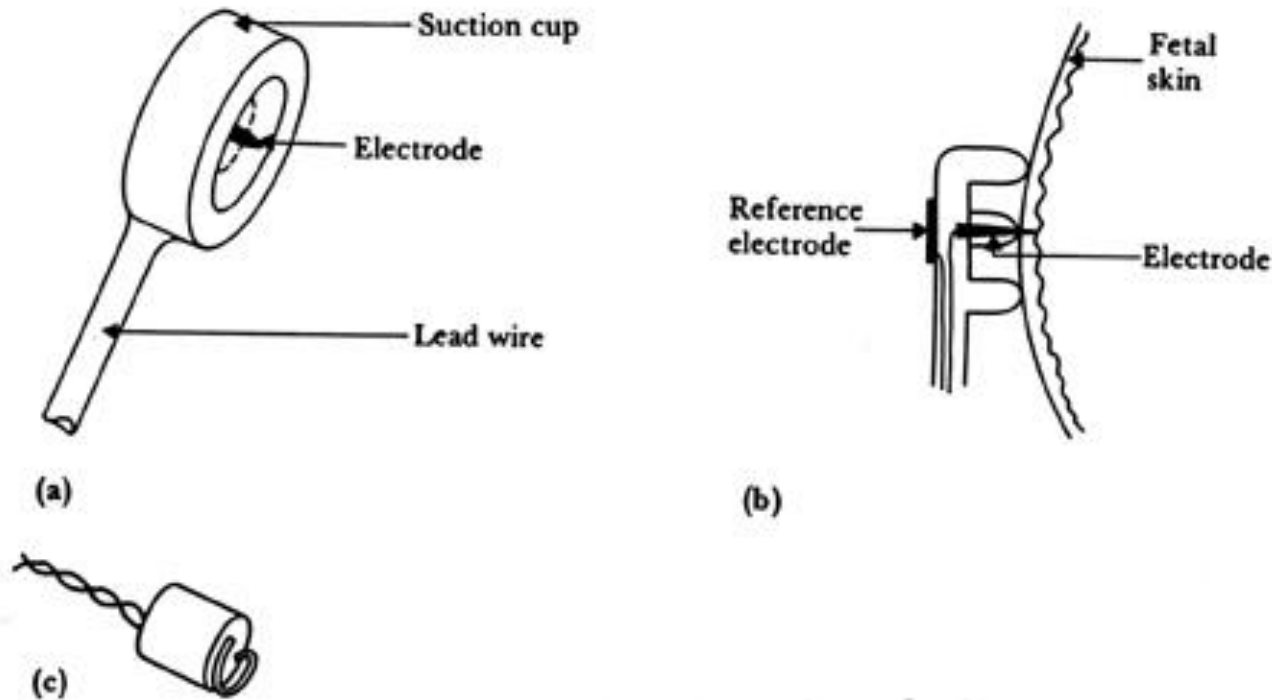 Suction cup
Electrode
Lead wire
(a)
Fetal
skin
Reference
electrode
Electrode
(b)
(c)